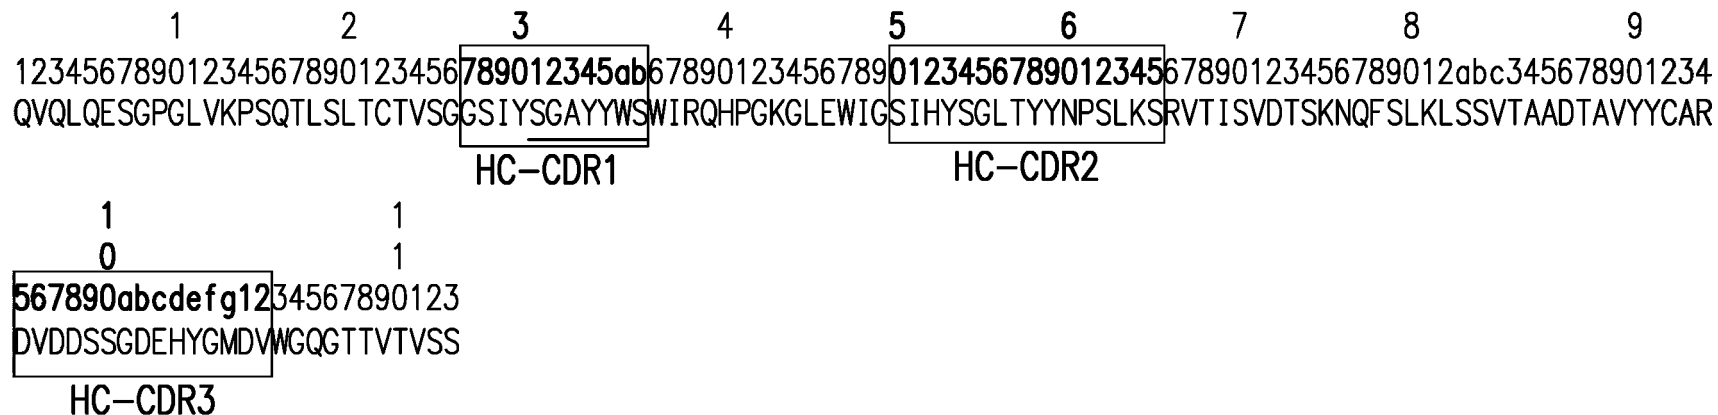 1 2 3 4 5 6 7 8 9
12345678901234567890123456789012345ab67890123456789012345678901234567890123456789012abc345678901234
QVQLQESGPGLVKPSQTLSLTCTVSGGSIYSGAYYWSWIRQHPGKGLEWIGSIHYSGLTYYNPSLKSRVTISVDTSKNQFSLKLSSVTAADTAVYYCAR
HC-CDR1 HC-CDR2
1 1
0 1
567890abcdefg1234567890123
DVDDSSGDEHYGMDVWGQGTTVTVSS
HC-CDR3